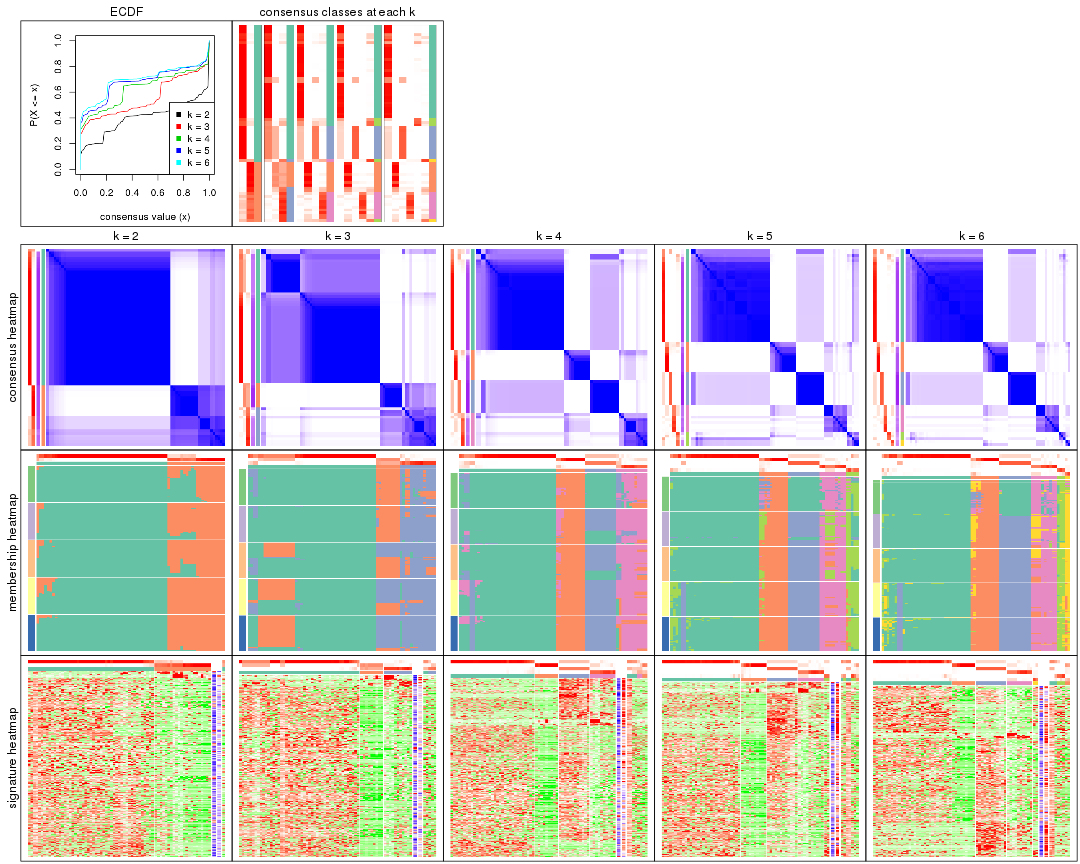 ECDF
consensus classes at each k
P(X <= x)
0.0
0.2
0.4
0.6
0.8
1.0
k = 2
k = 3
k = 4
k = 5
k = 6
0.0 0.2 0.4 0.6 0.8 1.0
consensus value (x)
k = 2
k = 3
k = 4
k = 5
k = 6
consensus heatmap
membership heatmap
signature heatmap